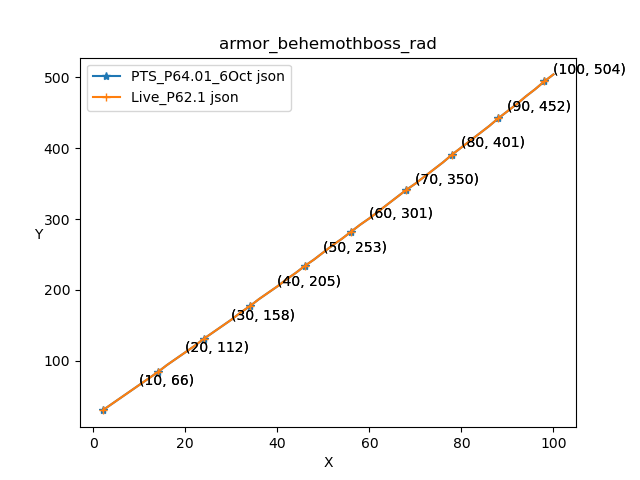 armor_behemothboss_rad
PTS_P64.01_6Oct json
Live_P62.1 json
(100, 504)
(90, 452)
(80, 401)
(70, 350)
(60, 301)
(50, 253)
(40, 205)
(30, 158)
(20, 112)
(10, 66)
500
400
300
200
100
Y
0 20 40 60 80 100
X